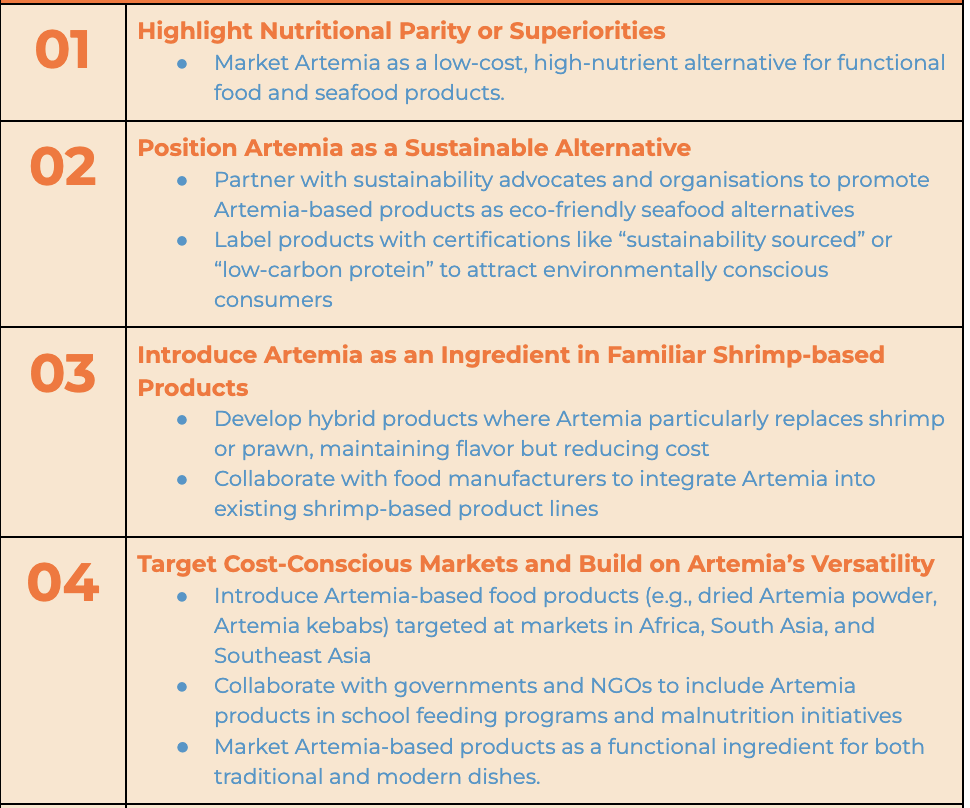 01
Highlight Nutritional Parity or Superiorities
● Market Artemia as a low-cost, high-nutrient alternative for functional
food and seafood products.
02
Position Artemia as a Sustainable Alternative
● Partner with sustainability advocates and organisations to promote
Artemia-based products as eco-friendly seafood alternatives
● Label products with certifications like “sustainability sourced” or
“low-carbon protein” to attract environmentally conscious
consumers
03
Introduce Artemia as an Ingredient in Familiar Shrimp-based
Products
● Develop hybrid products where Artemia particularly replaces shrimp
or prawn, maintaining flavor but reducing cost
● Collaborate with food manufacturers to integrate Artemia into
existing shrimp-based product lines
04
Target Cost-Conscious Markets and Build on Artemia’s Versatility
● Introduce Artemia-based food products (e.g., dried Artemia powder,
Artemia kebabs) targeted at markets in Africa, South Asia, and
Southeast Asia
● Collaborate with governments and NGOs to include Artemia
products in school feeding programs and malnutrition initiatives
● Market Artemia-based products as a functional ingredient for both
traditional and modern dishes.